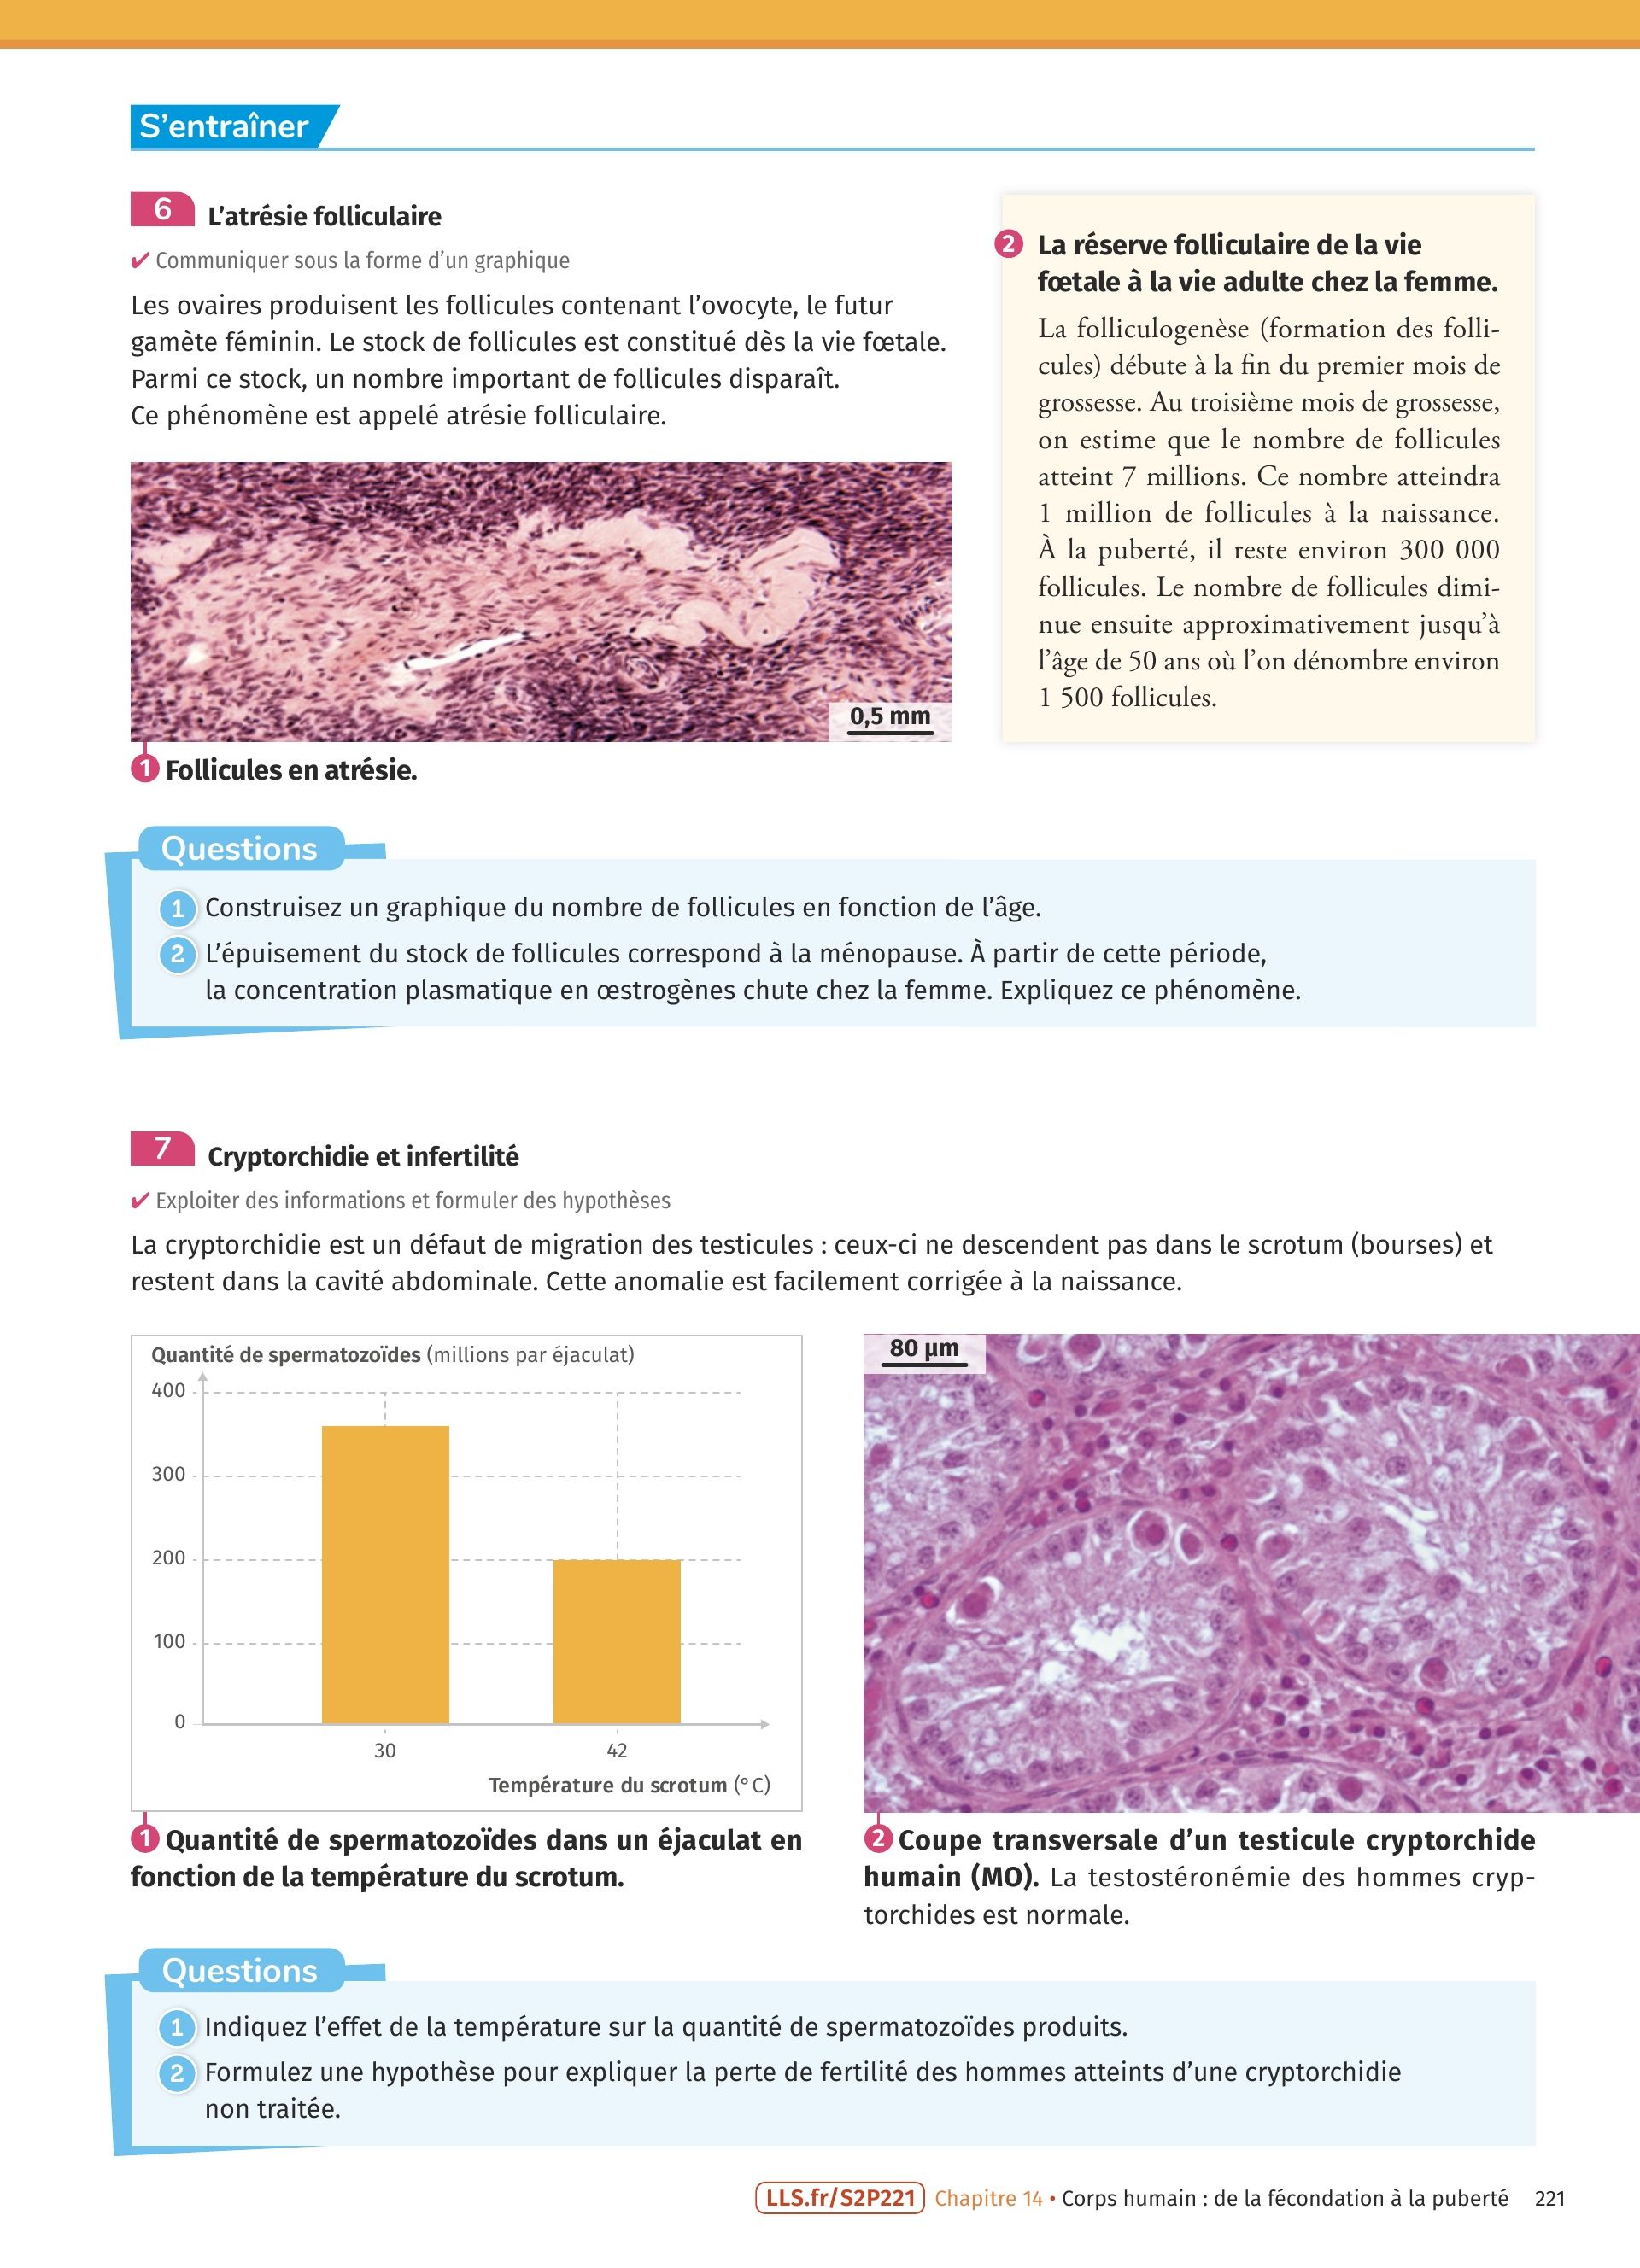 S’entraîner
6 L’atrésie folliculaire
✔ Communiquer sous la forme d’un graphique
Les ovaires produisent les follicules contenant l’ovocyte, le futur
gamète féminin. Le stock de follicules est constitué dès la vie fœtale.
Parmi ce stock, un nombre important de follicules disparaît.
Ce phénomène est appelé atrésie folliculaire.
0,5 mm
1 Follicules en atrésie.
2 La réserve folliculaire de la vie
fœtale à la vie adulte chez la femme.
La folliculogenèse (formation des folli-
cules) débute à la fin du premier mois de
grossesse. Au troisième mois de grossesse,
on estime que le nombre de follicules
atteint 7 millions. Ce nombre atteindra
1 million de follicules à la naissance.
À la puberté, il reste environ 300 000
follicules. Le nombre de follicules dimi-
nue ensuite approximativement jusqu’à
l’âge de 50 ans où l’on dénombre environ
1 500 follicules.
Questions
1 Construisez un graphique du nombre de follicules en fonction de l’âge.
2 L’épuisement du stock de follicules correspond à la ménopause. À partir de cette période,
la concentration plasmatique en œstrogènes chute chez la femme. Expliquez ce phénomène.
7 Cryptorchidie et infertilité
✔ Exploiter des informations et formuler des hypothèses
La cryptorchidie est un défaut de migration des testicules : ceux-ci ne descendent pas dans le scrotum (bourses) et
restent dans la cavité abdominale. Cette anomalie est facilement corrigée à la naissance.
Quantité de spermatozoïdes (millions par éjaculat)
400
300
200
100
0
30 42
Température du scrotum (° C)
1 Quantité de spermatozoïdes dans un éjaculat en
fonction de la température du scrotum.
80 µm
2 Coupe transversale d’un testicule cryptorchide
humain (MO). La testostéronémie des hommes cryp-
torchides est normale.
Questions
1 Indiquez l’effet de la température sur la quantité de spermatozoïdes produits.
2 Formulez une hypothèse pour expliquer la perte de fertilité des hommes atteints d’une cryptorchidie
non traitée.
LLS.fr/S2P221 Chapitre 14 • Corps humain : de la fécondation à la puberté 221